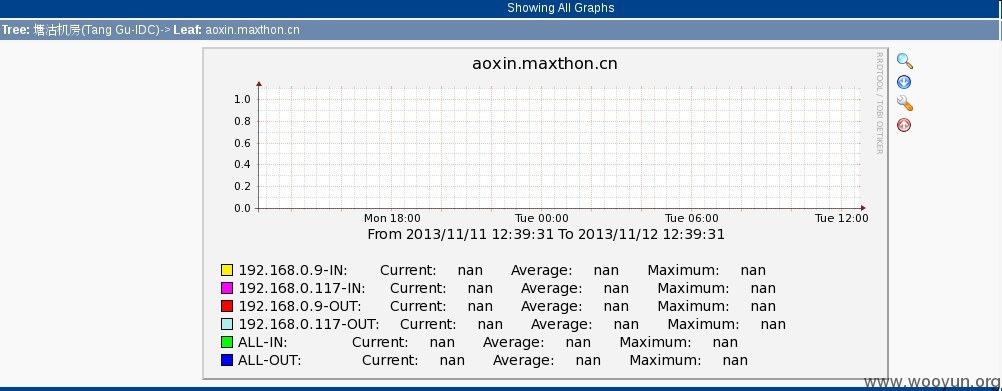 Showing All Graphs
Tree: 塘沽机房(Tang Gu-IDC)-> Leaf: aoxin.maxthon.cn
aoxin.maxthon.cn
RRDTOOL / TOBI OETIKER
1.0
0.8
0.6
0.4
0.2
0.0
Mon 18:00 Tue 00:00 Tue 06:00 Tue 12:00
From 2013/11/11 12:39:31 To 2013/11/12 12:39:31
192.168.0.9-IN: Current: nan Average: nan Maximum: nan
192.168.0.117-IN: Current: nan Average: nan Maximum: nan
192.168.0.9-OUT: Current: nan Average: nan Maximum: nan
192.168.0.117-OUT: Current: nan Average: nan Maximum: nan
ALL-IN: Current: nan Average: nan Maximum: nan
ALL-OUT: Current: nan Average: nan Maximum: nan
www.wooyun.org